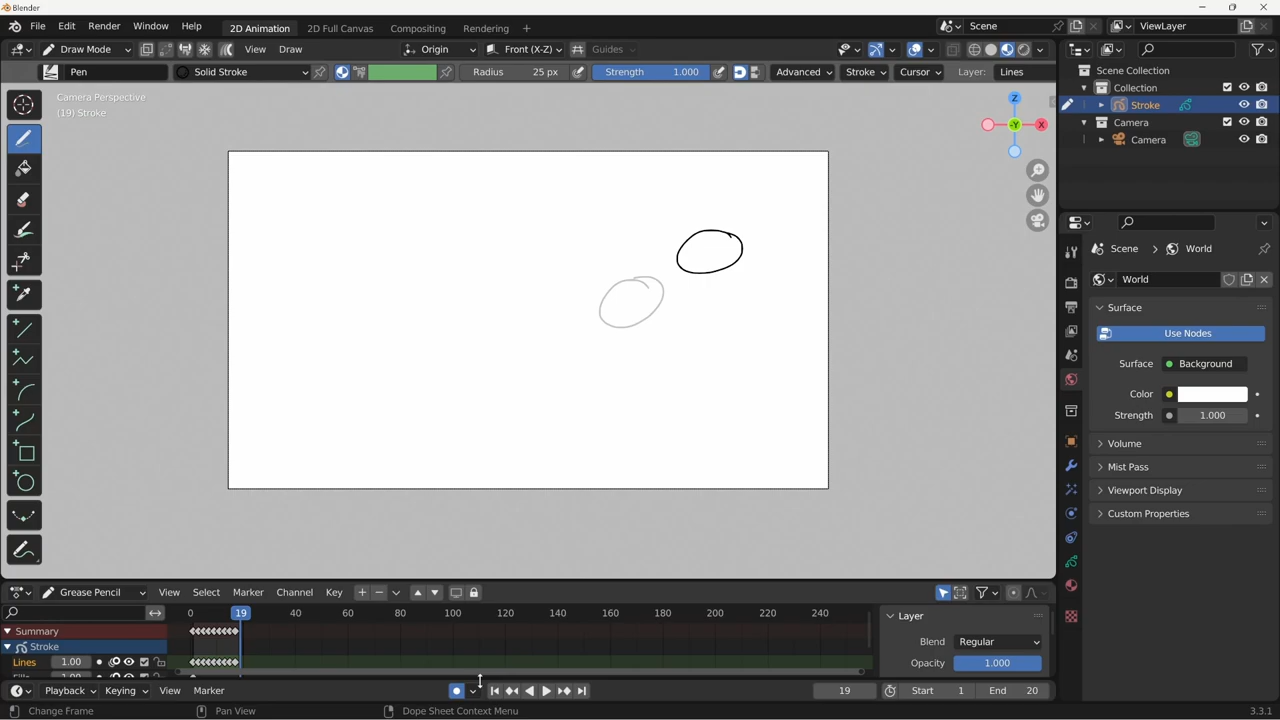 Blender
File Edit Render Window Help 2D Animation 2D Full Canvas Compositing Rendering Scene ViewLayer
Draw Mode View Draw Origin Front (X-Z) Guides
Pen Solid Stroke Radius 25 px Strength 1.000 Advanced Stroke Cursor Layer: Lines
Camera Perspective
(19) Stroke
Z
-Y
X
Scene Collection
Collection
Stroke
Camera
Camera
Scene > World
World
Surface
Use Nodes
Surface Background
Color
Strength 1.000
Volume
Mist Pass
Viewport Display
Custom Properties
Grease Pencil View Select Marker Channel Key
0 19 40 60 80 100 120 140 160 180 200 220 240
Summary
Stroke
Lines 1.00
Layer
Blend Regular
Opacity 1.000
Playback Keying View Marker 19 Start 1 End 20
Change Frame Pan View Dope Sheet Context Menu 3.3.1